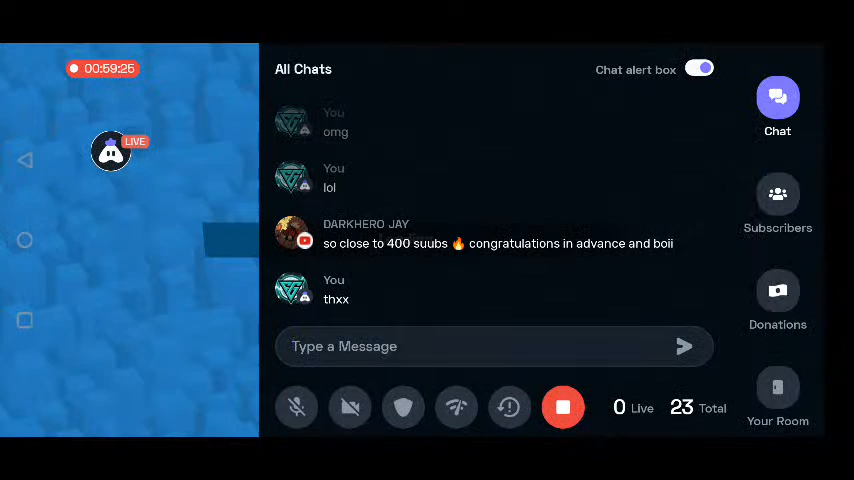 00:59:25
LIVE
All Chats
Chat alert box
You
omg
You
lol
DARKHERO JAY
so close to 400 suubs 🔥 congratulations in advance and boii
You
thxx
Type a Message
0 Live 23 Total
Chat
Subscribers
Donations
Your Room